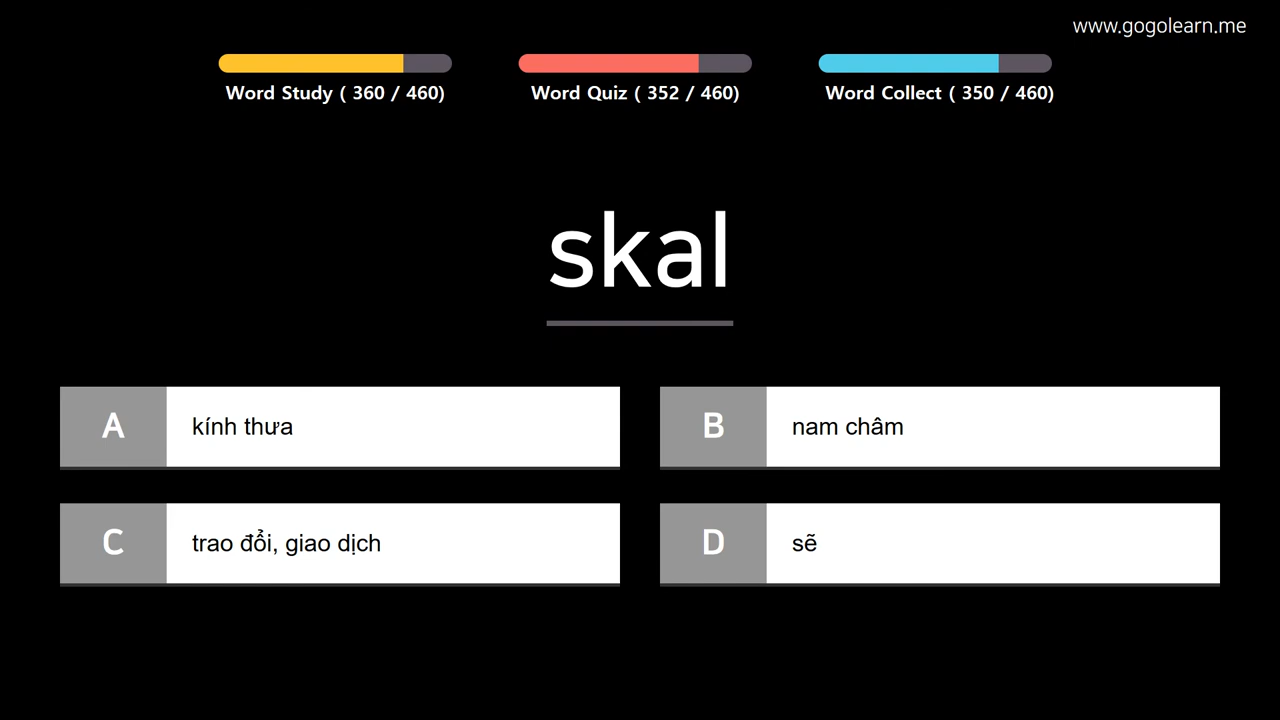 www.gogolearn.me
Word Study ( 360 / 460)
Word Quiz ( 352 / 460)
Word Collect ( 350 / 460)
skal
A
kính thưa
B
nam châm
C
trao đổi, giao dịch
D
sẽ